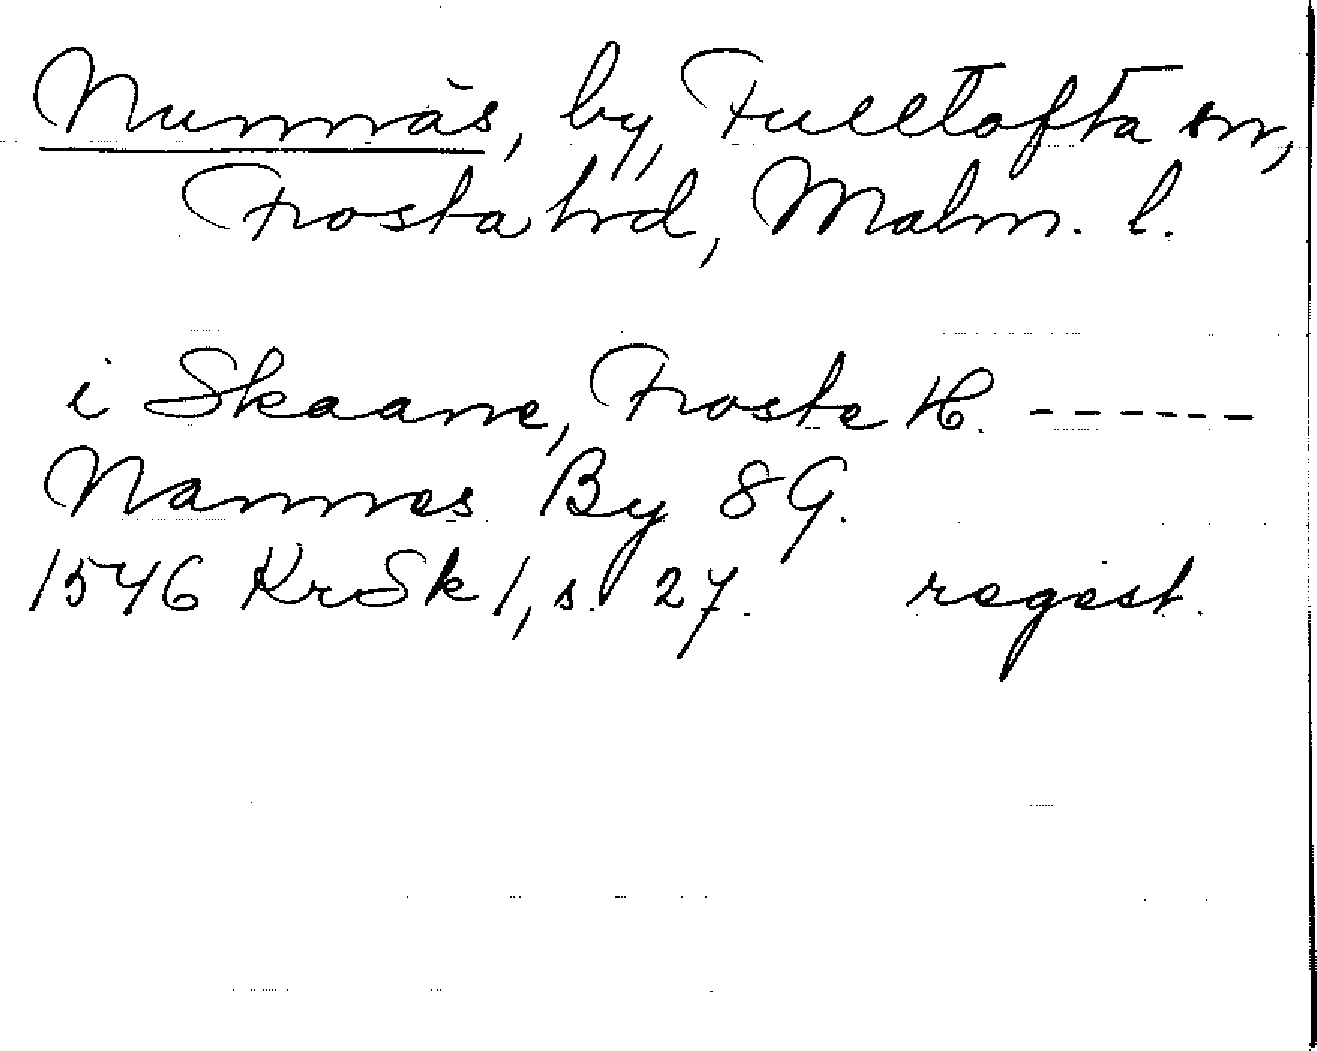 Nunnäs, by, Fulltofta sn,
Frosta hd, Malm. l.
i Skaane, Froste H. ------
Nannes By 8 G.
1546 KrSk 1, s. 27. regest.